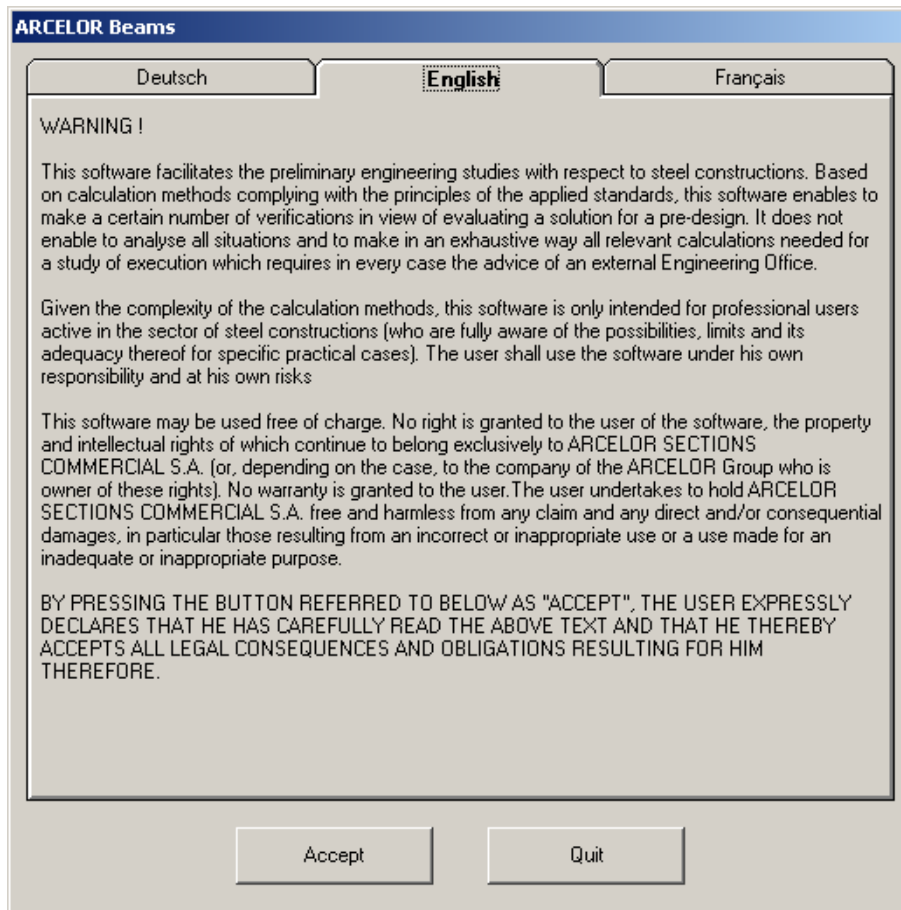 ARCELOR Beams
Deutsch
English
Français
WARNING !
This software facilitates the preliminary engineering studies with respect to steel constructions. Based
on calculation methods complying with the principles of the applied standards, this software enables to
make a certain number of verifications in view of evaluating a solution for a pre-design. It does not
enable to analyse all situations and to make in an exhaustive way all relevant calculations needed for
a study of execution which requires in every case the advice of an external Engineering Office.
Given the complexity of the calculation methods, this software is only intended for professional users
active in the sector of steel constructions (who are fully aware of the possibilities, limits and its
adequacy thereof for specific practical cases). The user shall use the software under his own
responsibility and at his own risks
This software may be used free of charge. No right is granted to the user of the software, the property
and intellectual rights of which continue to belong exclusively to ARCELOR SECTIONS
COMMERCIAL S.A. (or, depending on the case, to the company of the ARCELOR Group who is
owner of these rights). No warranty is granted to the user.The user undertakes to hold ARCELOR
SECTIONS COMMERCIAL S.A. free and harmless from any claim and any direct and/or consequential
damages, in particular those resulting from an incorrect or inappropriate use or a use made for an
inadequate or inappropriate purpose.
BY PRESSING THE BUTTON REFERRED TO BELOW AS "ACCEPT", THE USER EXPRESSLY
DECLARES THAT HE HAS CAREFULLY READ THE ABOVE TEXT AND THAT HE THEREBY
ACCEPTS ALL LEGAL CONSEQUENCES AND OBLIGATIONS RESULTING FOR HIM
THEREFORE.
Accept
Quit